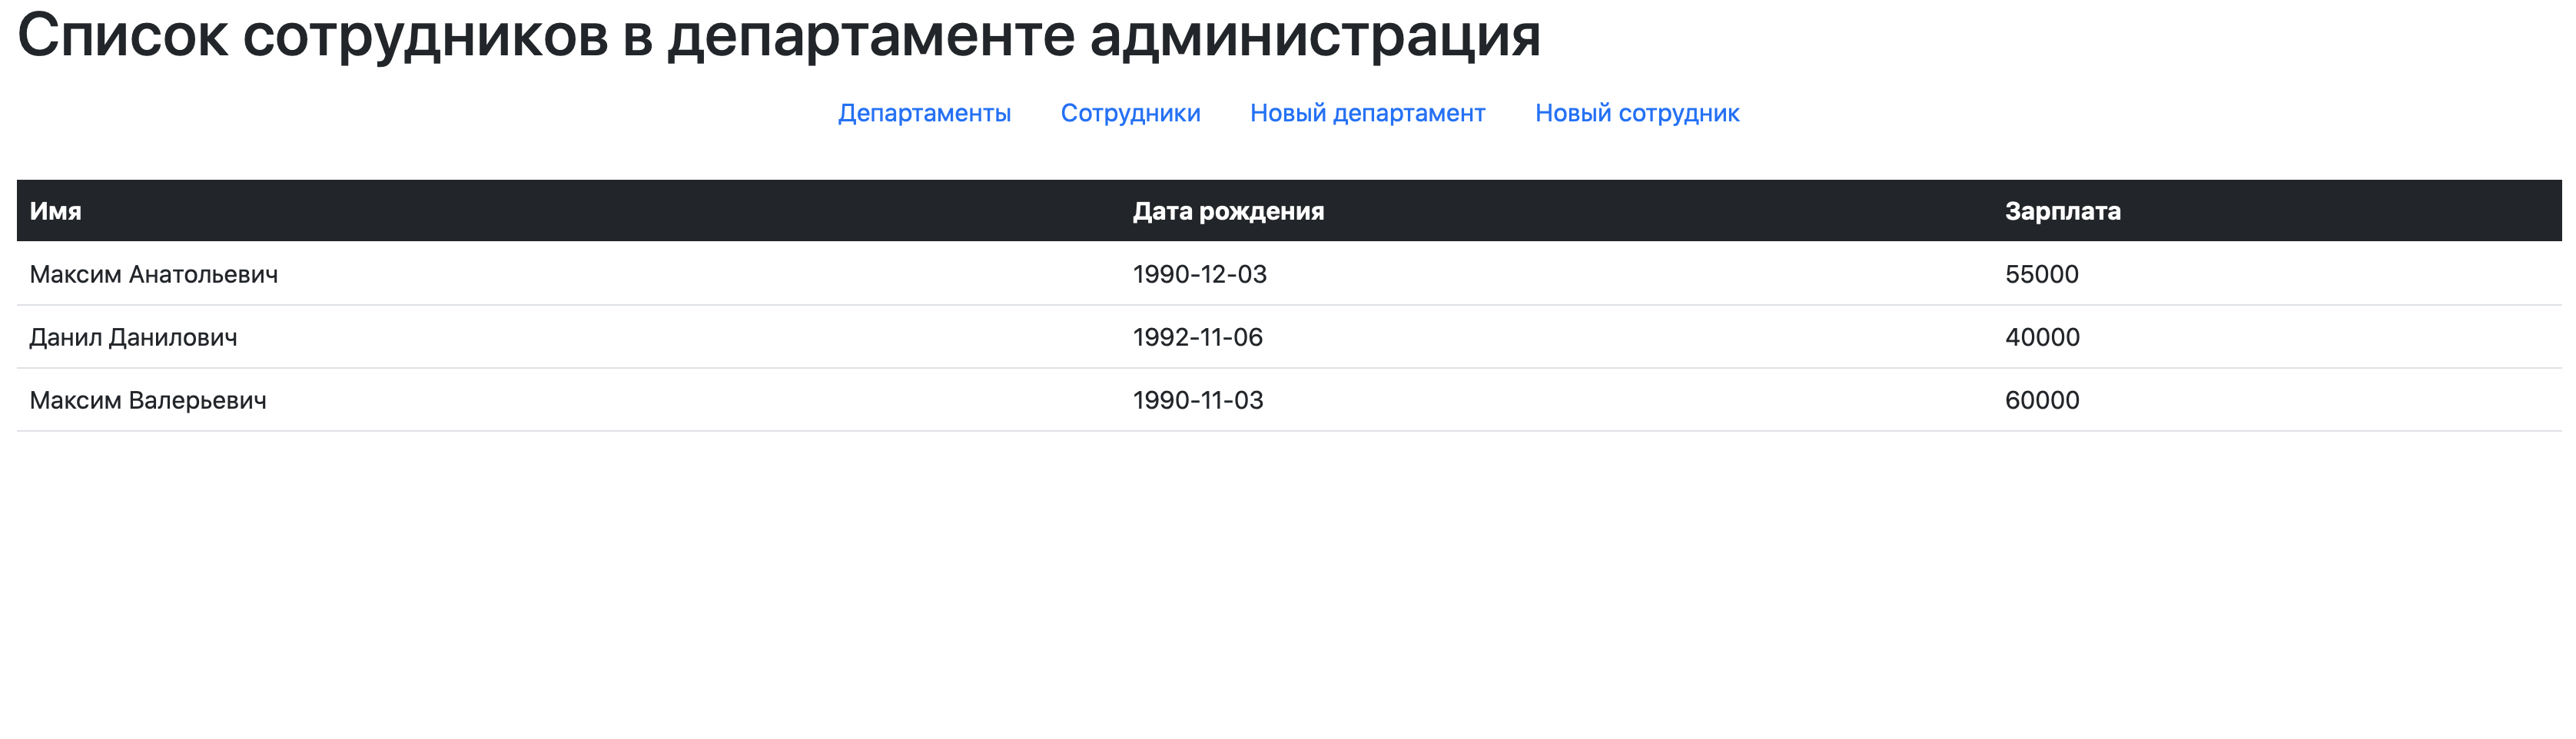 Список сотрудников в департаменте администрация
Департаменты Сотрудники Новый департамент Новый сотрудник
Имя Дата рождения Зарплата
Максим Анатольевич 1990-12-03 55000
Данил Данилович 1992-11-06 40000
Максим Валерьевич 1990-11-03 60000